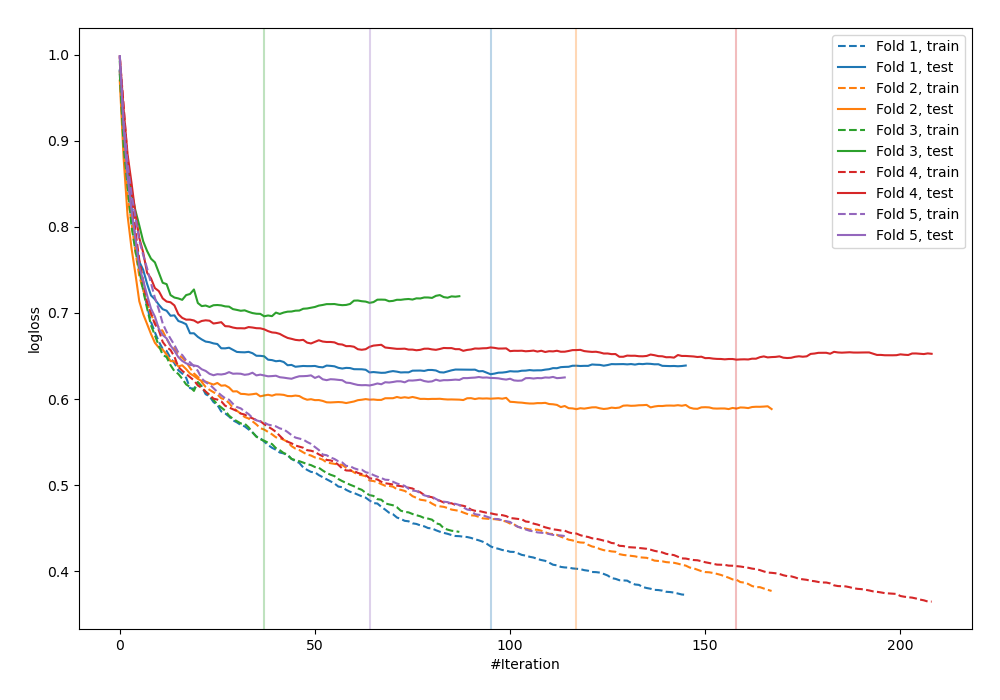 1.0
0.9
0.8
0.7
0.6
0.5
0.4
logloss
0
50
100
150
200
#Iteration
Fold 1, train
Fold 1, test
Fold 2, train
Fold 2, test
Fold 3, train
Fold 3, test
Fold 4, train
Fold 4, test
Fold 5, train
Fold 5, test